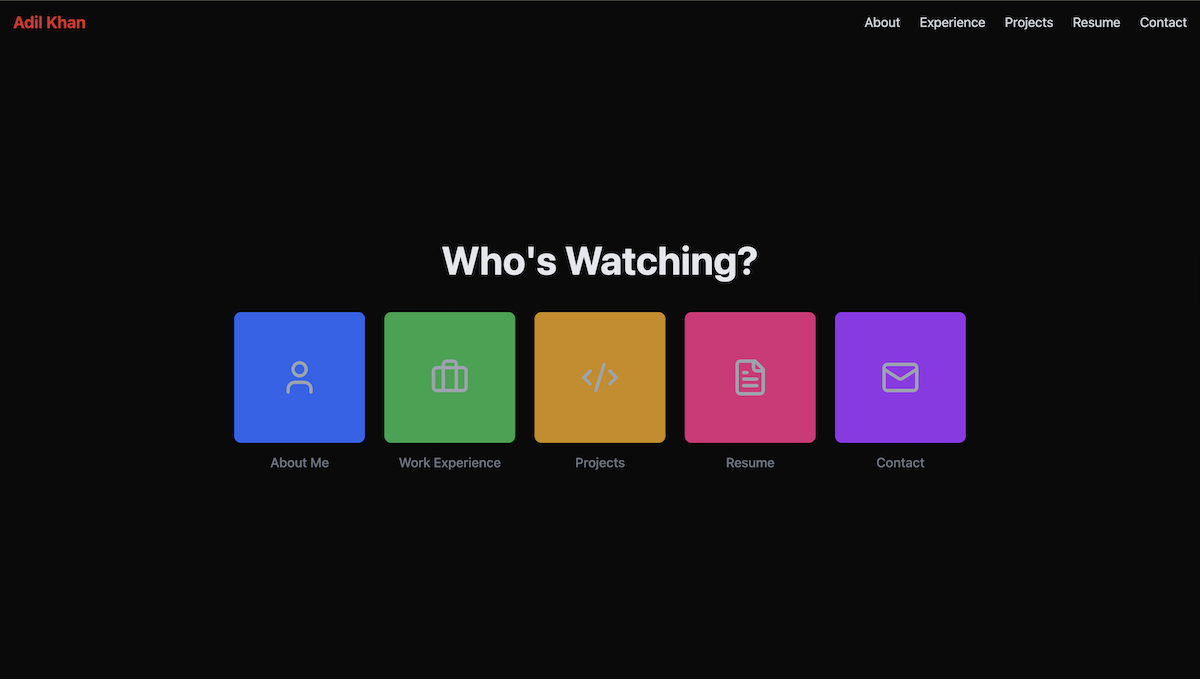 Adil Khan
About Experience Projects Resume Contact
Who's Watching?
About Me
Work Experience
Projects
Resume
Contact